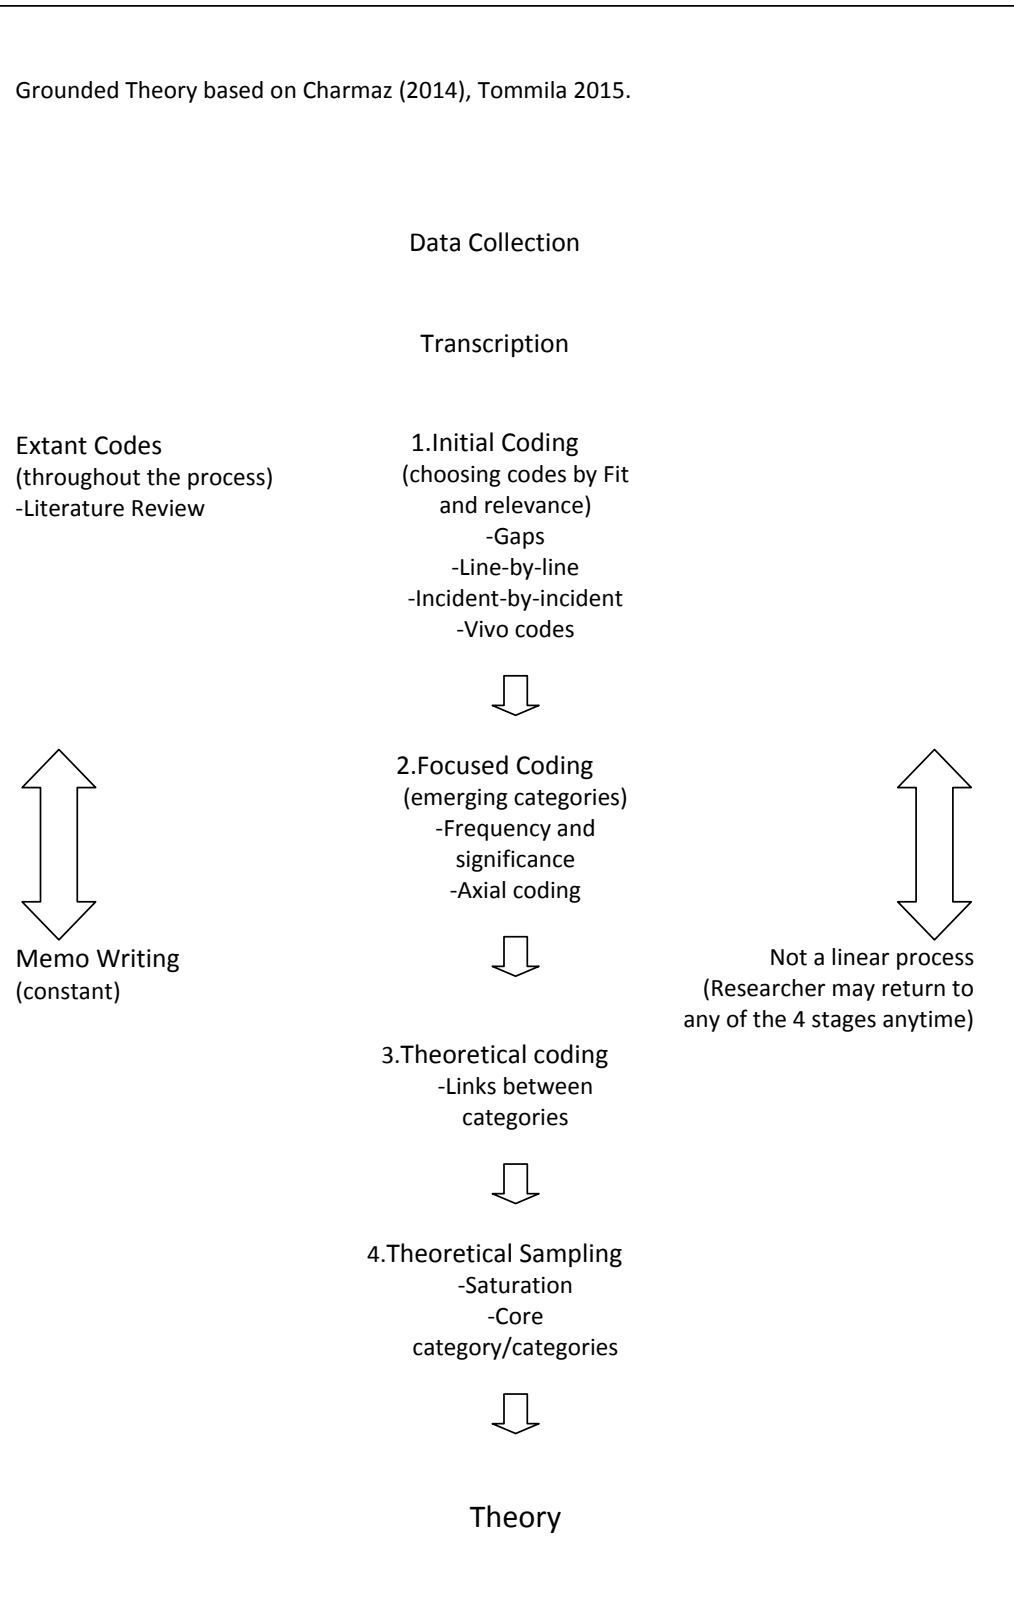 Grounded Theory based on Charmaz (2014), Tommila 2015.
Data Collection
Transcription
Extant Codes
(throughout the process)
-Literature Review
1.Initial Coding
(choosing codes by Fit
and relevance)
-Gaps
-Line-by-line
-Incident-by-incident
-Vivo codes
2.Focused Coding
(emerging categories)
-Frequency and
significance
-Axial coding
Memo Writing
(constant)
Not a linear process
(Researcher may return to
any of the 4 stages anytime)
3.Theoretical coding
-Links between
categories
4.Theoretical Sampling
-Saturation
-Core
category/categories
Theory